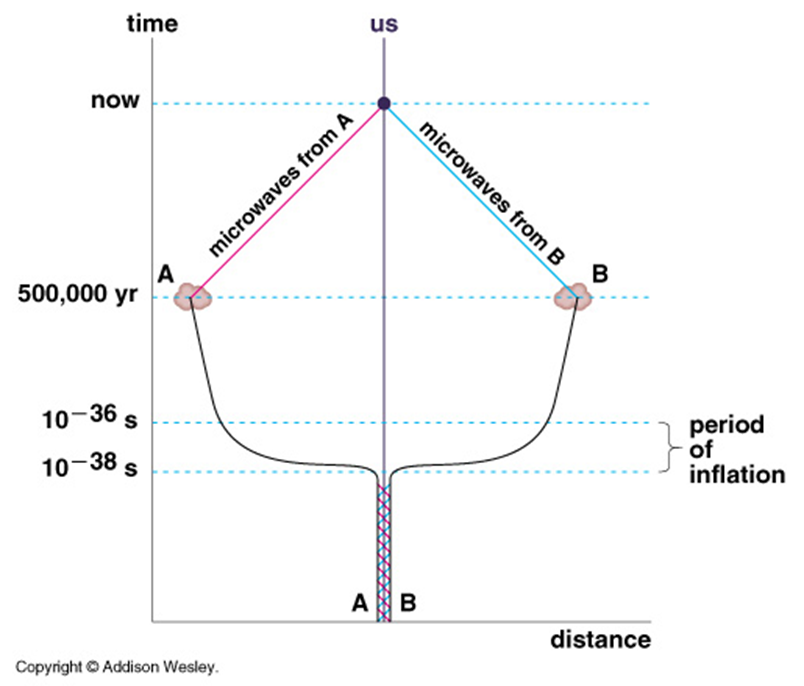 time
us
now
microwaves from A
microwaves from B
A
B
500,000 yr
10−36 s
10−38 s
period
of
inflation
A
B
distance
Copyright © Addison Wesley.